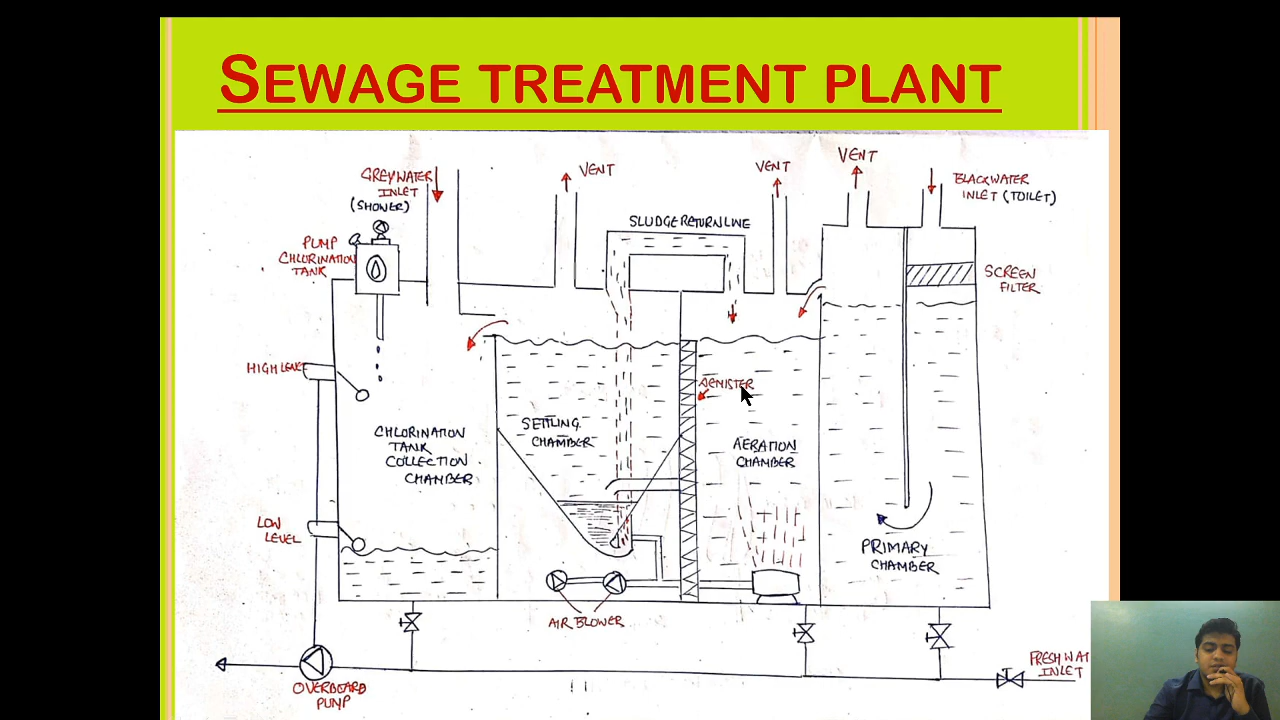 SEWAGE TREATMENT PLANT
GREYWATER
INLET
(SHOWER)
VENT
VENT
VENT
BLACKWATER
INLET (TOILET)
SLUDGE RETURN LINE
PUMP
CHLORINATION
TANK
SCREEN
FILTER
HIGH LEVEL
ARNISTER
SETTLING
CHAMBER
CHLORINATION
TANK
COLLECTION
CHAMBER
AERATION
CHAMBER
LOW
LEVEL
PRIMARY
CHAMBER
AIR BLOWER
FRESH WAT
INLET
OVERBOARD
PUMP